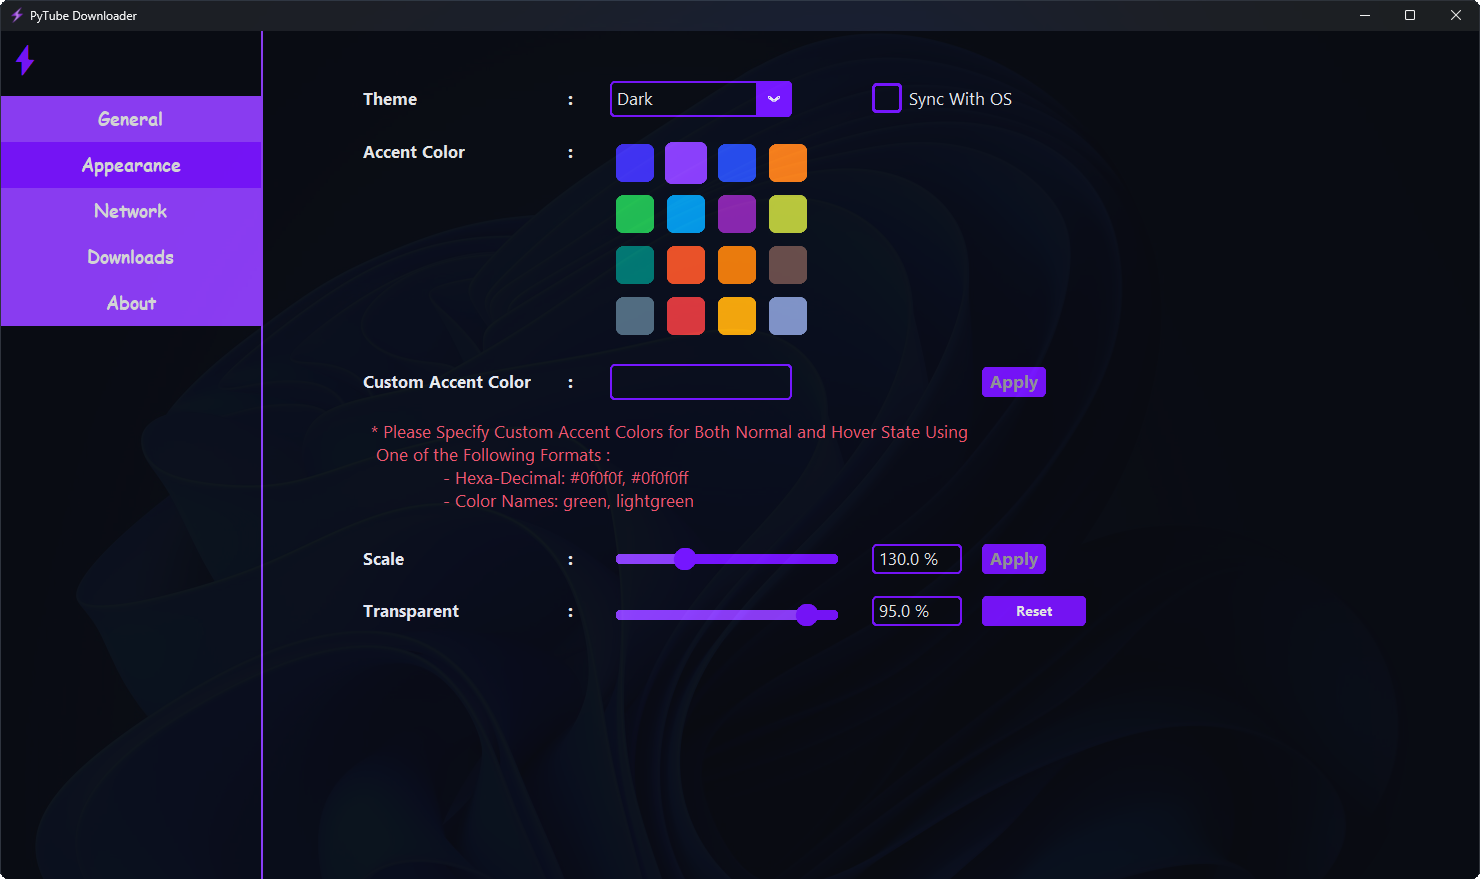 PyTube Downloader
General
Appearance
Network
Downloads
About
Theme : Dark Sync With OS
Accent Color :
Custom Accent Color : Apply
* Please Specify Custom Accent Colors for Both Normal and Hover State Using
One of the Following Formats :
- Hexa-Decimal: #0f0f0f, #0f0f0ff
- Color Names: green, lightgreen
Scale : 130.0 % Apply
Transparent : 95.0 % Reset